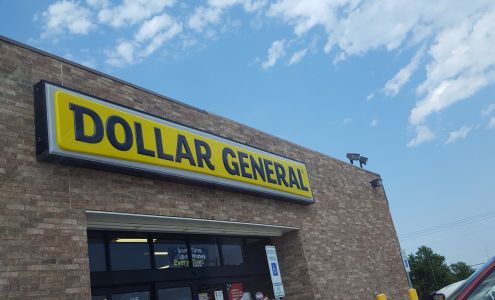 DOLLAR GENERAL
Save Time.
Save Money.
Every Day!